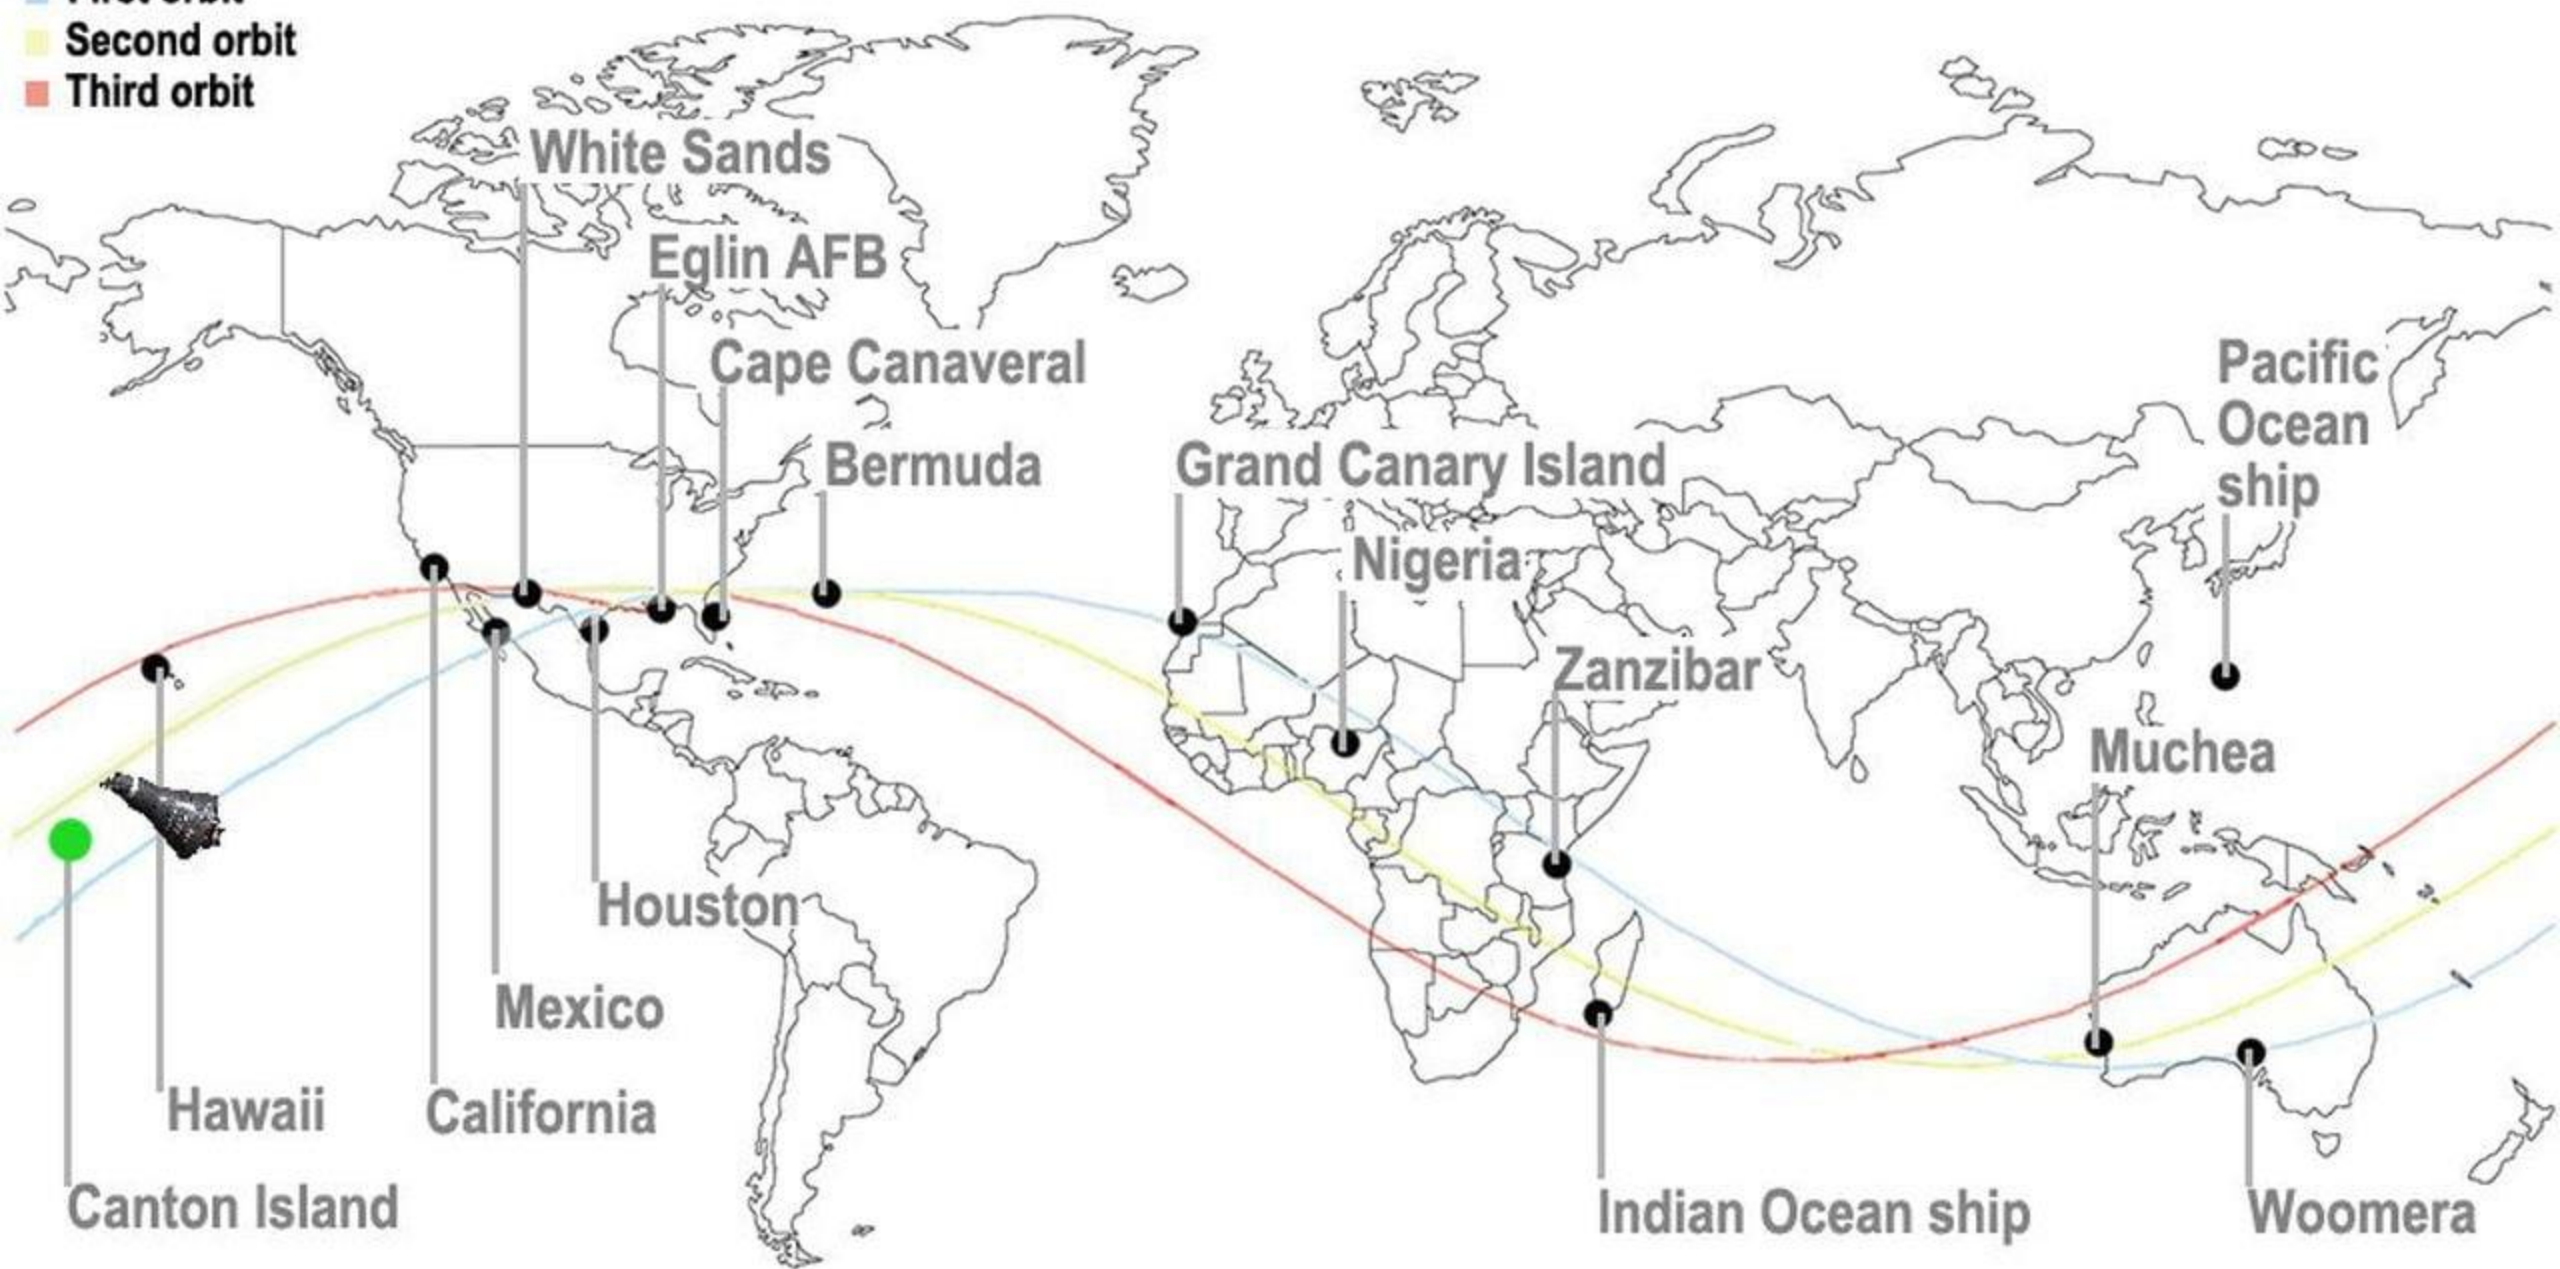 Second orbit
Third orbit
White Sands
Eglin AFB
Cape Canaveral
Bermuda
Grand Canary Island
Nigeria
Zanzibar
Pacific
Ocean
ship
Muchea
Houston
Mexico
Hawaii
California
Canton Island
Indian Ocean ship
Woomera